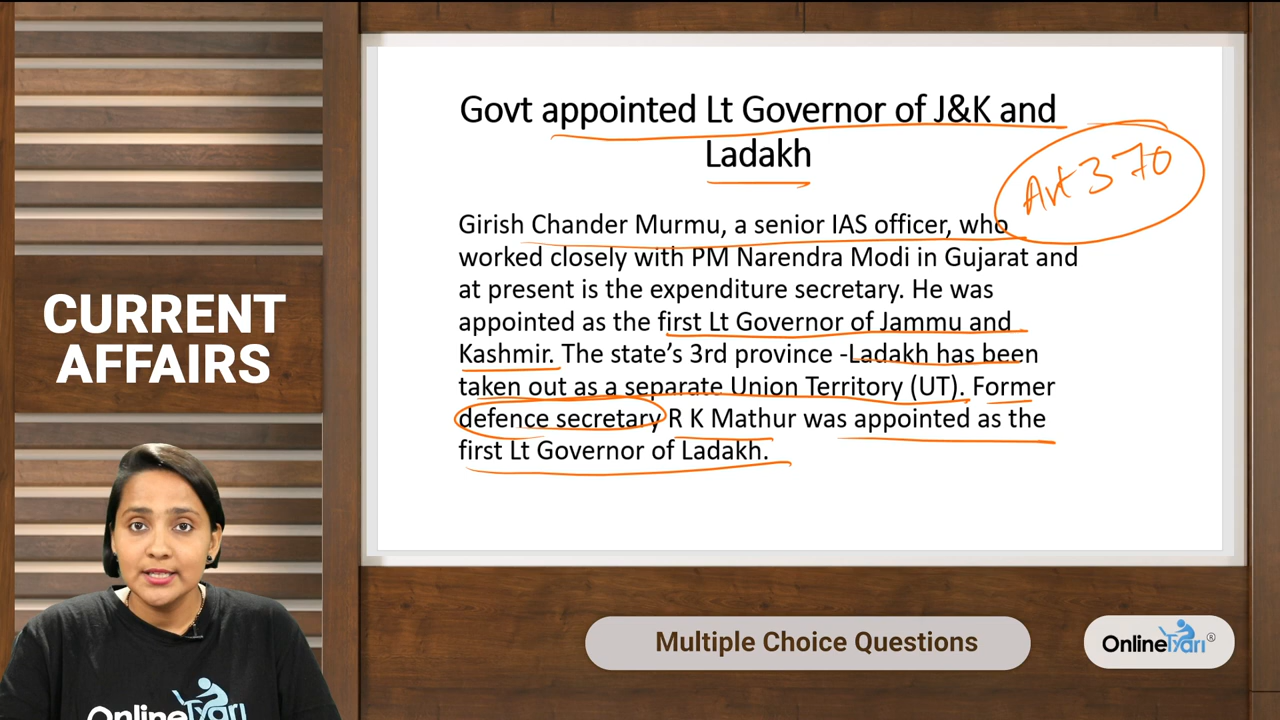 Govt appointed Lt Governor of J&K and
Ladakh
Art 370
Girish Chander Murmu, a senior IAS officer, who
worked closely with PM Narendra Modi in Gujarat and
at present is the expenditure secretary. He was
appointed as the first Lt Governor of Jammu and
Kashmir. The state’s 3rd province -Ladakh has been
taken out as a separate Union Territory (UT). Former
defence secretary R K Mathur was appointed as the
first Lt Governor of Ladakh.
CURRENT
AFFAIRS
Multiple Choice Questions
OnlineTyari®
OnlineTyari